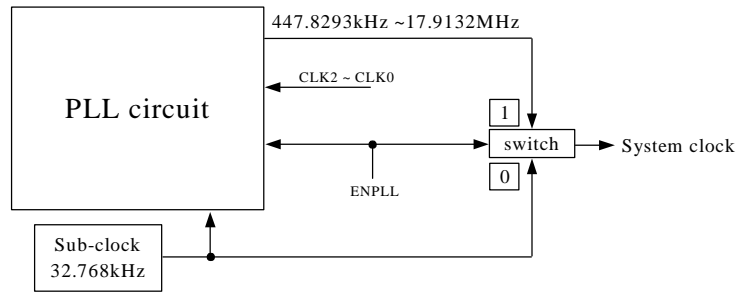 447.8293kHz ~17.9132MHz
CLK2 ~ CLK0
PLL circuit
1
switch
System clock
0
ENPLL
Sub-clock
32.768kHz